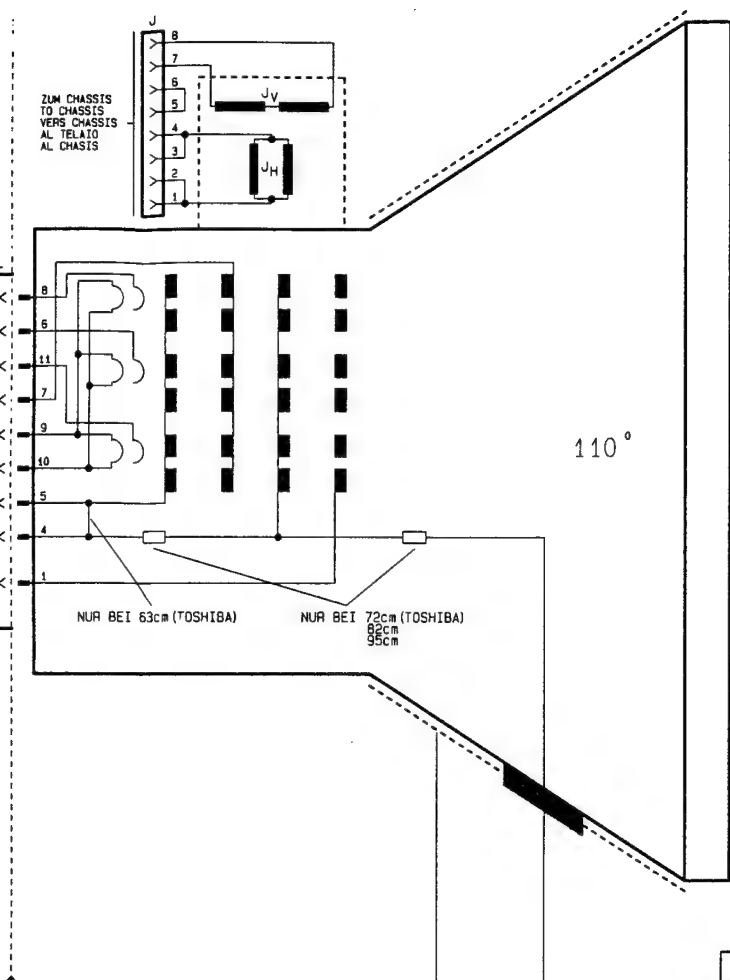 J
8
7
6
5
4
3
2
1
ZUM CHASSIS
TO CHASSIS
VERS CHASSIS
AL TELAIO
AL CHASIS
JV
JH
8
6
11
7
9
10
5
4
1
110°
NUR BEI 63cm (TOSHIBA)
NUR BEI 72cm (TOSHIBA)
82cm
95cm